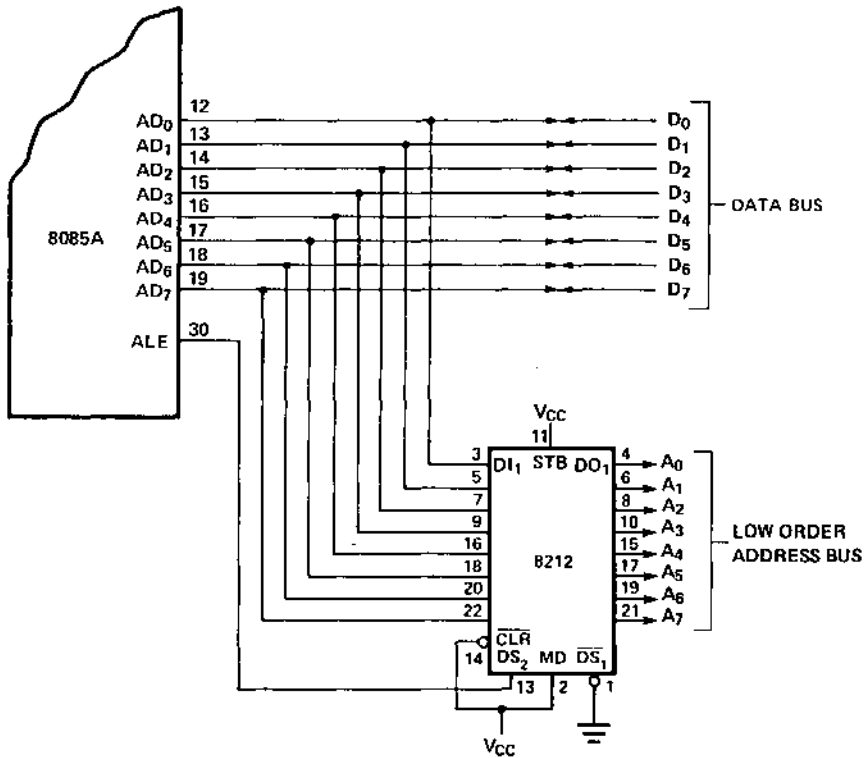 12
AD0 D0
13
AD1 D1
14
AD2 D2
15
AD3 D3
16
AD4 D4
17
8085A AD5 D5
18
AD6 D6
19
AD7 D7
DATA BUS
ALE 30
VCC
11
3 DI1 STB DO1 4 A0
5 6 A1
7 8 A2
9 10 A3
16 15 A4
18 8212 17 A5
20 19 A6
22 21 A7
LOW ORDER
ADDRESS BUS
CLR
14 DS2 MD DS1
13 2 1
VCC